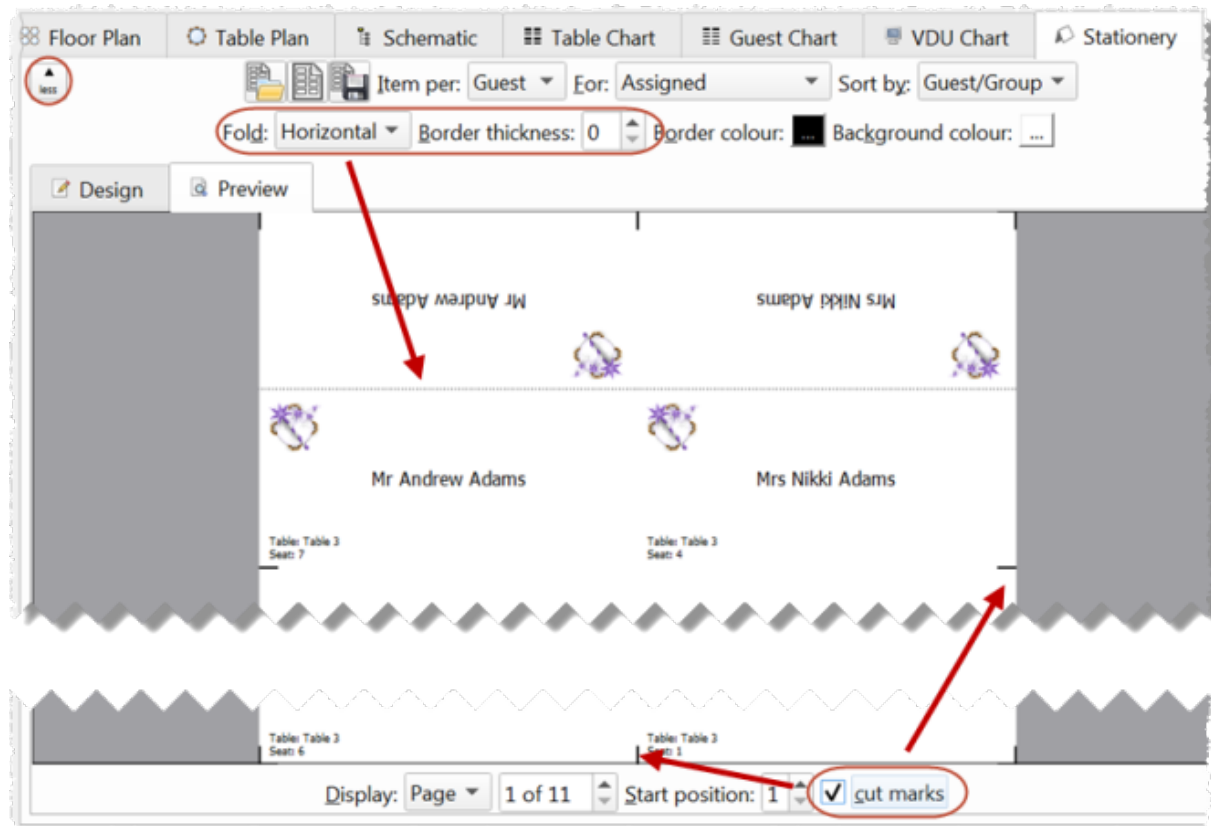 Floor Plan Table Plan Schematic Table Chart Guest Chart VDU Chart Stationery
less Item per: Guest For: Assigned Sort by: Guest/Group
Fold: Horizontal Border thickness: 0 Border colour: ... Background colour: ...
Design Preview
Mr Andrew Adams Mrs Nikki Adams
Mr Andrew Adams Mrs Nikki Adams
Table: Table 3 Table: Table 3
Seat: 7 Seat: 4
Table: Table 3 Table: Table 3
Seat: 6 Seat: 1
Display: Page 1 of 11 Start position: 1 cut marks